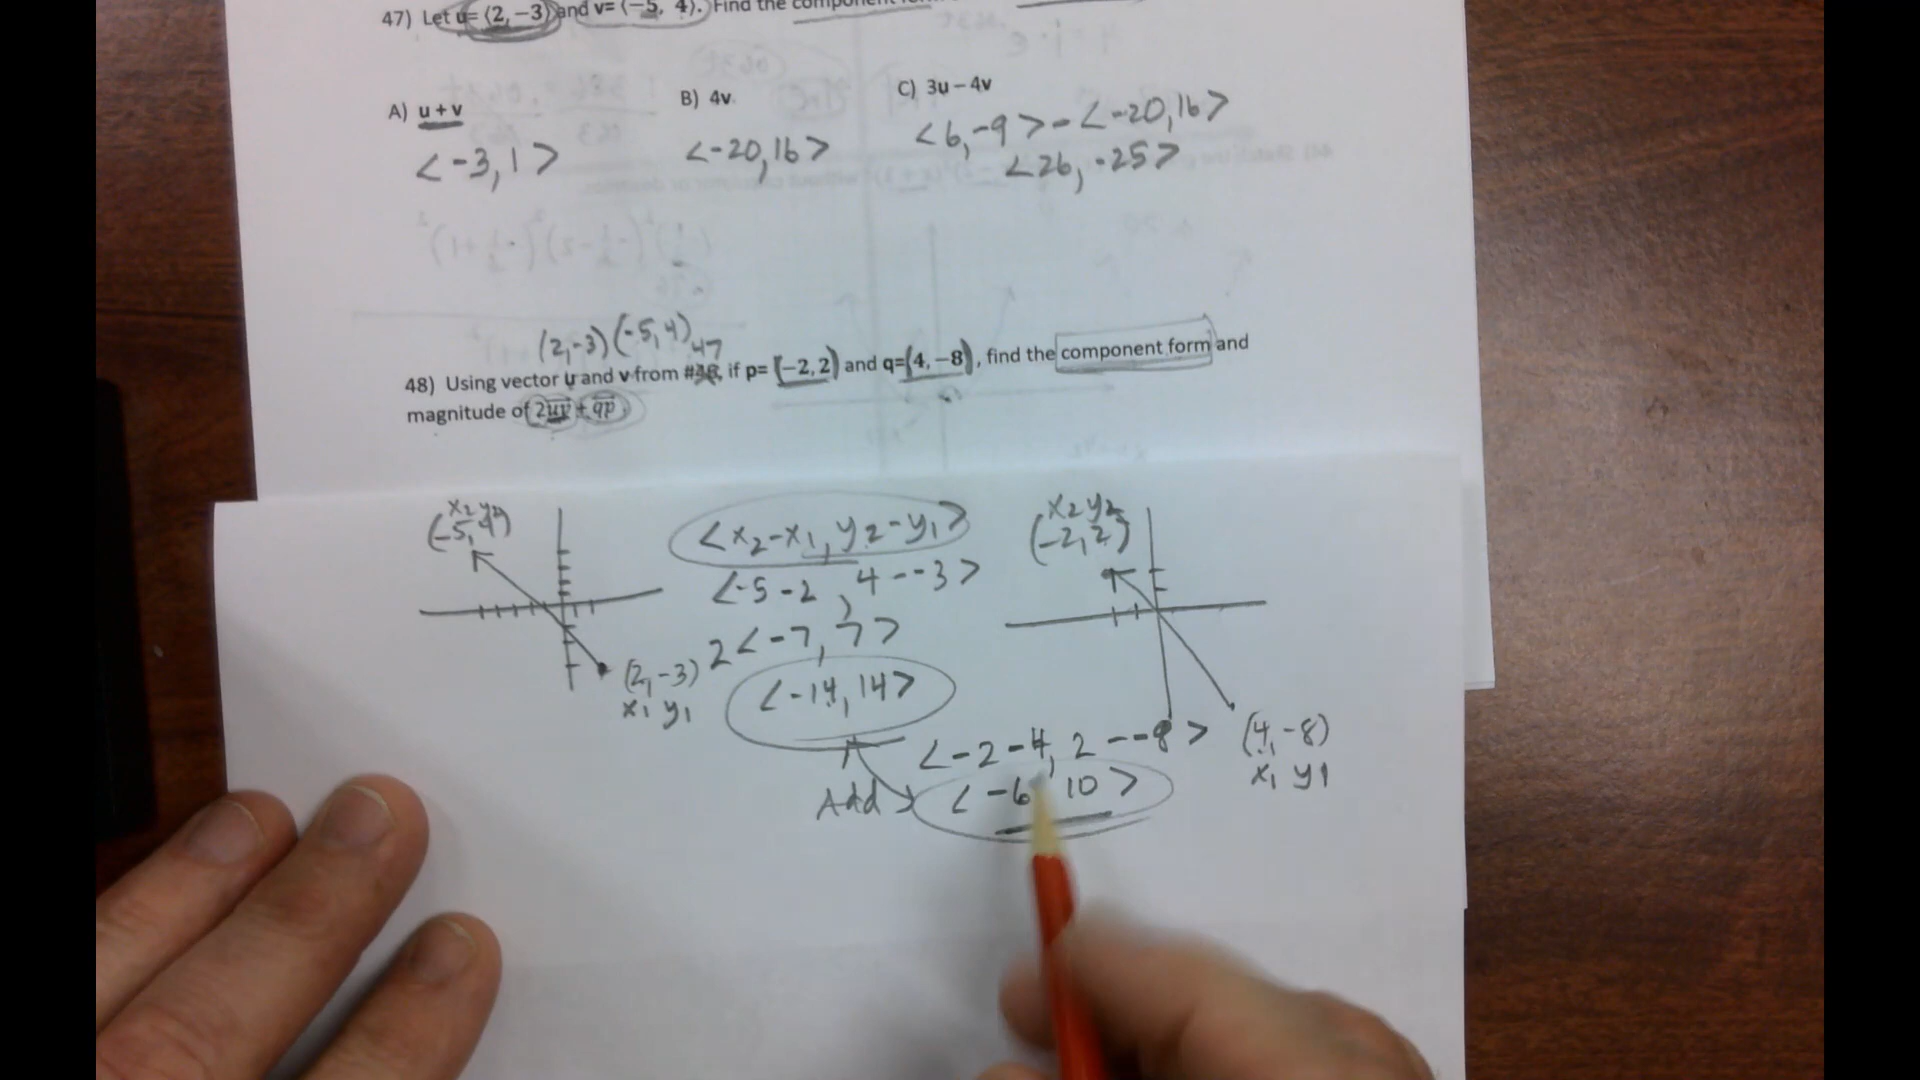 47) Let u= ⟨2, −3⟩ and v= ⟨−5, 4⟩. Find the component form
A) u + v
B) 4v
C) 3u − 4v
<-3, 1>
<-20, 16>
<6, -9> - <-20, 16>
<26, -25>
(2, -3) (-5, 4) 47
48) Using vector u and v from #48, if p= (−2, 2) and q=(4, −8), find the component form and
magnitude of 2uv + qp
x2 y2
(-5, 4)
(2, -3)
x1 y1
<x2 - x1, y2 - y1>
<-5 - 2, 4 - -3>
2<-7, 7>
<-14, 14>
x2 y2
(-2, 2)
(4, -8)
x1 y1
<-2 - 4, 2 - -8>
Add
<-6, 10>